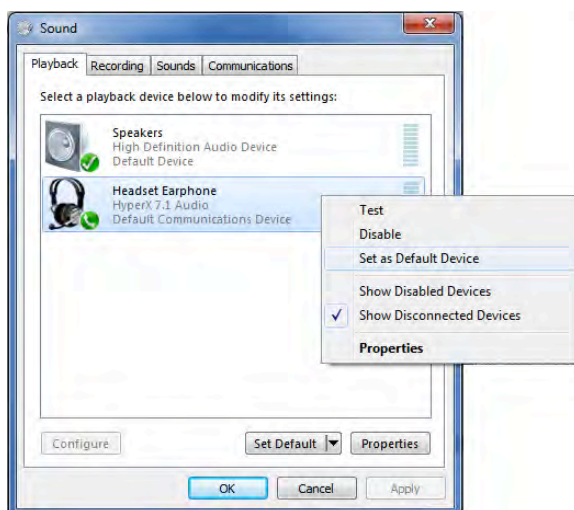 Sound
Playback Recording Sounds Communications
Select a playback device below to modify its settings:
Speakers
High Definition Audio Device
Default Device
Headset Earphone
HyperX 7.1 Audio
Default Communications Device
Test
Disable
Set as Default Device
Show Disabled Devices
Show Disconnected Devices
Properties
Configure Set Default Properties
OK Cancel Apply